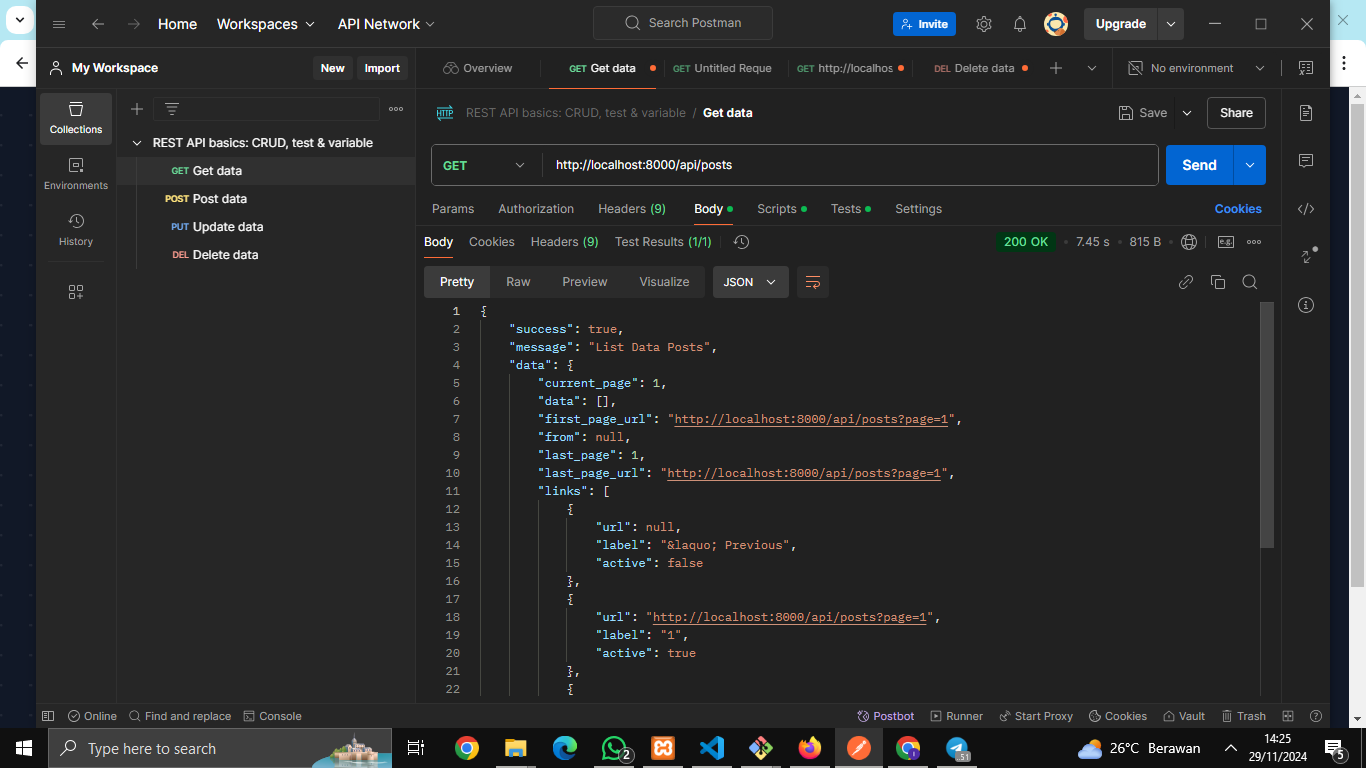 Home Workspaces API Network Search Postman Invite Upgrade
My Workspace New Import Overview GET Get data GET Untitled Reque GET http://localhos DEL Delete data No environment
Collections
Environments
History
REST API basics: CRUD, test & variable
GET Get data
POST Post data
PUT Update data
DEL Delete data
HTTP REST API basics: CRUD, test & variable / Get data Save Share
GET http://localhost:8000/api/posts Send
Params Authorization Headers (9) Body Scripts Tests Settings Cookies
Body Cookies Headers (9) Test Results (1/1) 200 OK 7.45 s 815 B e.g.
Pretty Raw Preview Visualize JSON
1 {
2 "success": true,
3 "message": "List Data Posts",
4 "data": {
5 "current_page": 1,
6 "data": [],
7 "first_page_url": "http://localhost:8000/api/posts?page=1",
8 "from": null,
9 "last_page": 1,
10 "last_page_url": "http://localhost:8000/api/posts?page=1",
11 "links": [
12 {
13 "url": null,
14 "label": "&laquo; Previous",
15 "active": false
16 },
17 {
18 "url": "http://localhost:8000/api/posts?page=1",
19 "label": "1",
20 "active": true
21 },
22 {
Online Find and replace Console Postbot Runner Start Proxy Cookies Vault Trash
Type here to search 2 51 26°C Berawan 14:25
29/11/2024 5